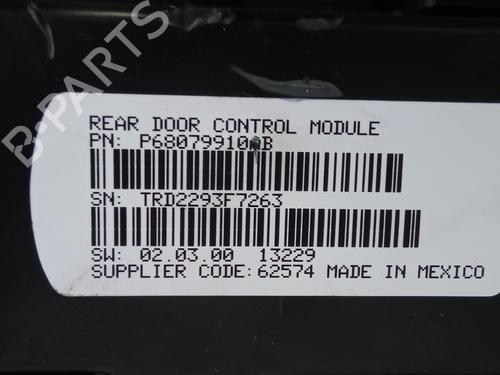 B-PARTS
REAR DOOR CONTROL MODULE
PN: P68079910AB
SN: TRD2293F7263
SW: 02.03.00 13229
SUPPLIER CODE:62574 MADE IN MEXICO